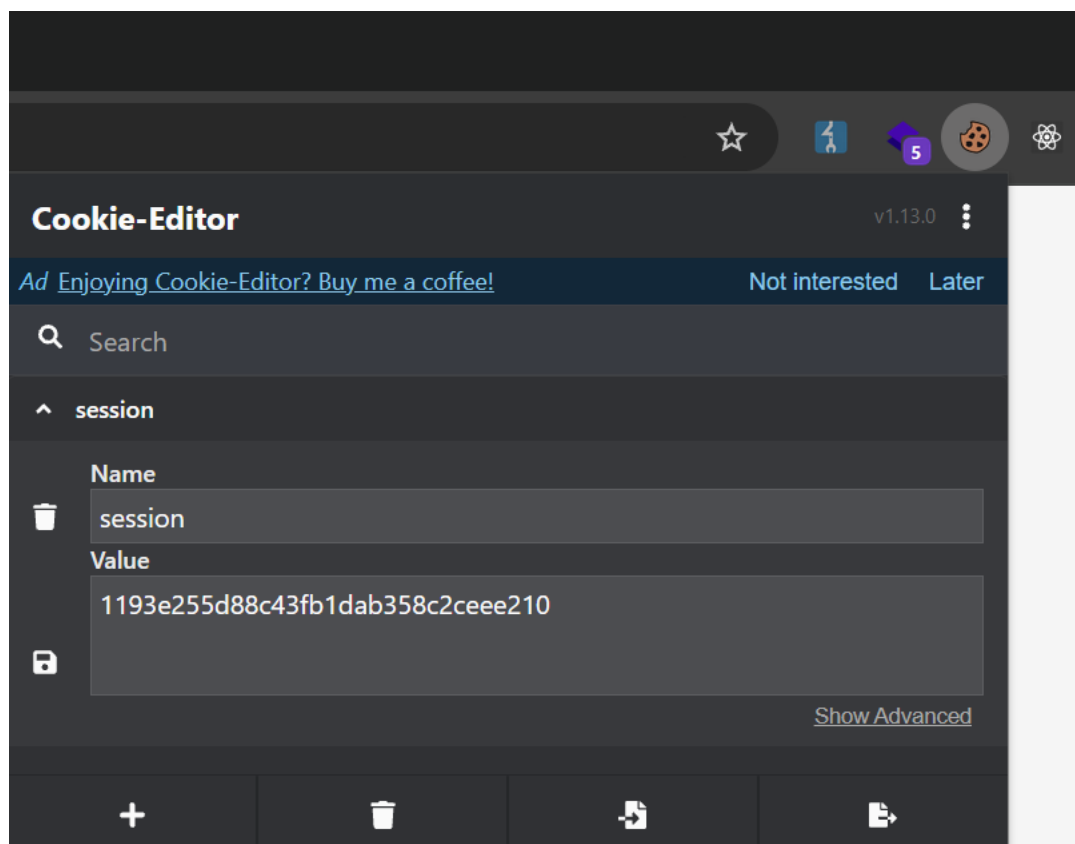 5
Cookie-Editor v1.13.0
Ad Enjoying Cookie-Editor? Buy me a coffee! Not interested Later
Search
session
Name
session
Value
1193e255d88c43fb1dab358c2ceee210
Show Advanced